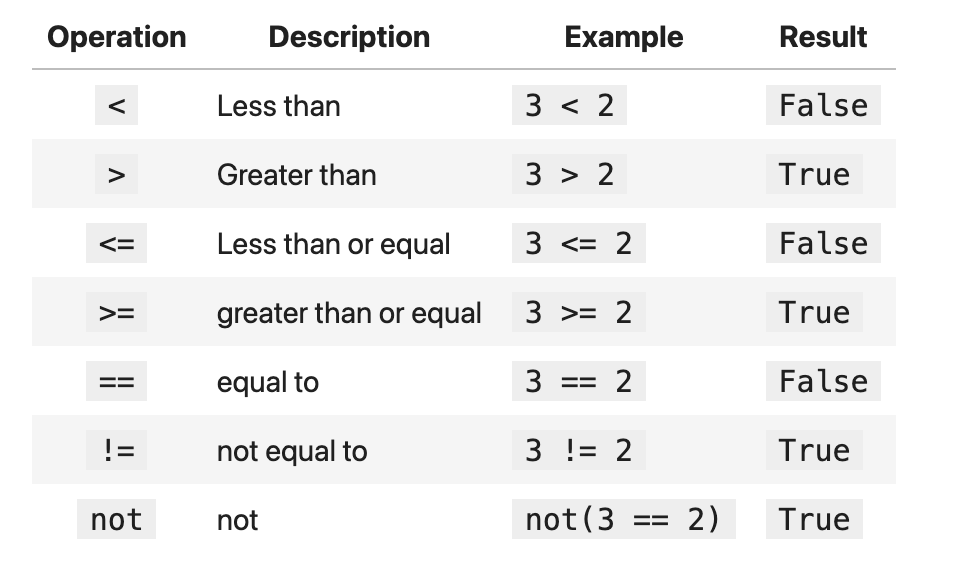 Operation Description Example Result
< Less than 3 < 2 False
> Greater than 3 > 2 True
<= Less than or equal 3 <= 2 False
>= greater than or equal 3 >= 2 True
== equal to 3 == 2 False
!= not equal to 3 != 2 True
not not not(3 == 2) True